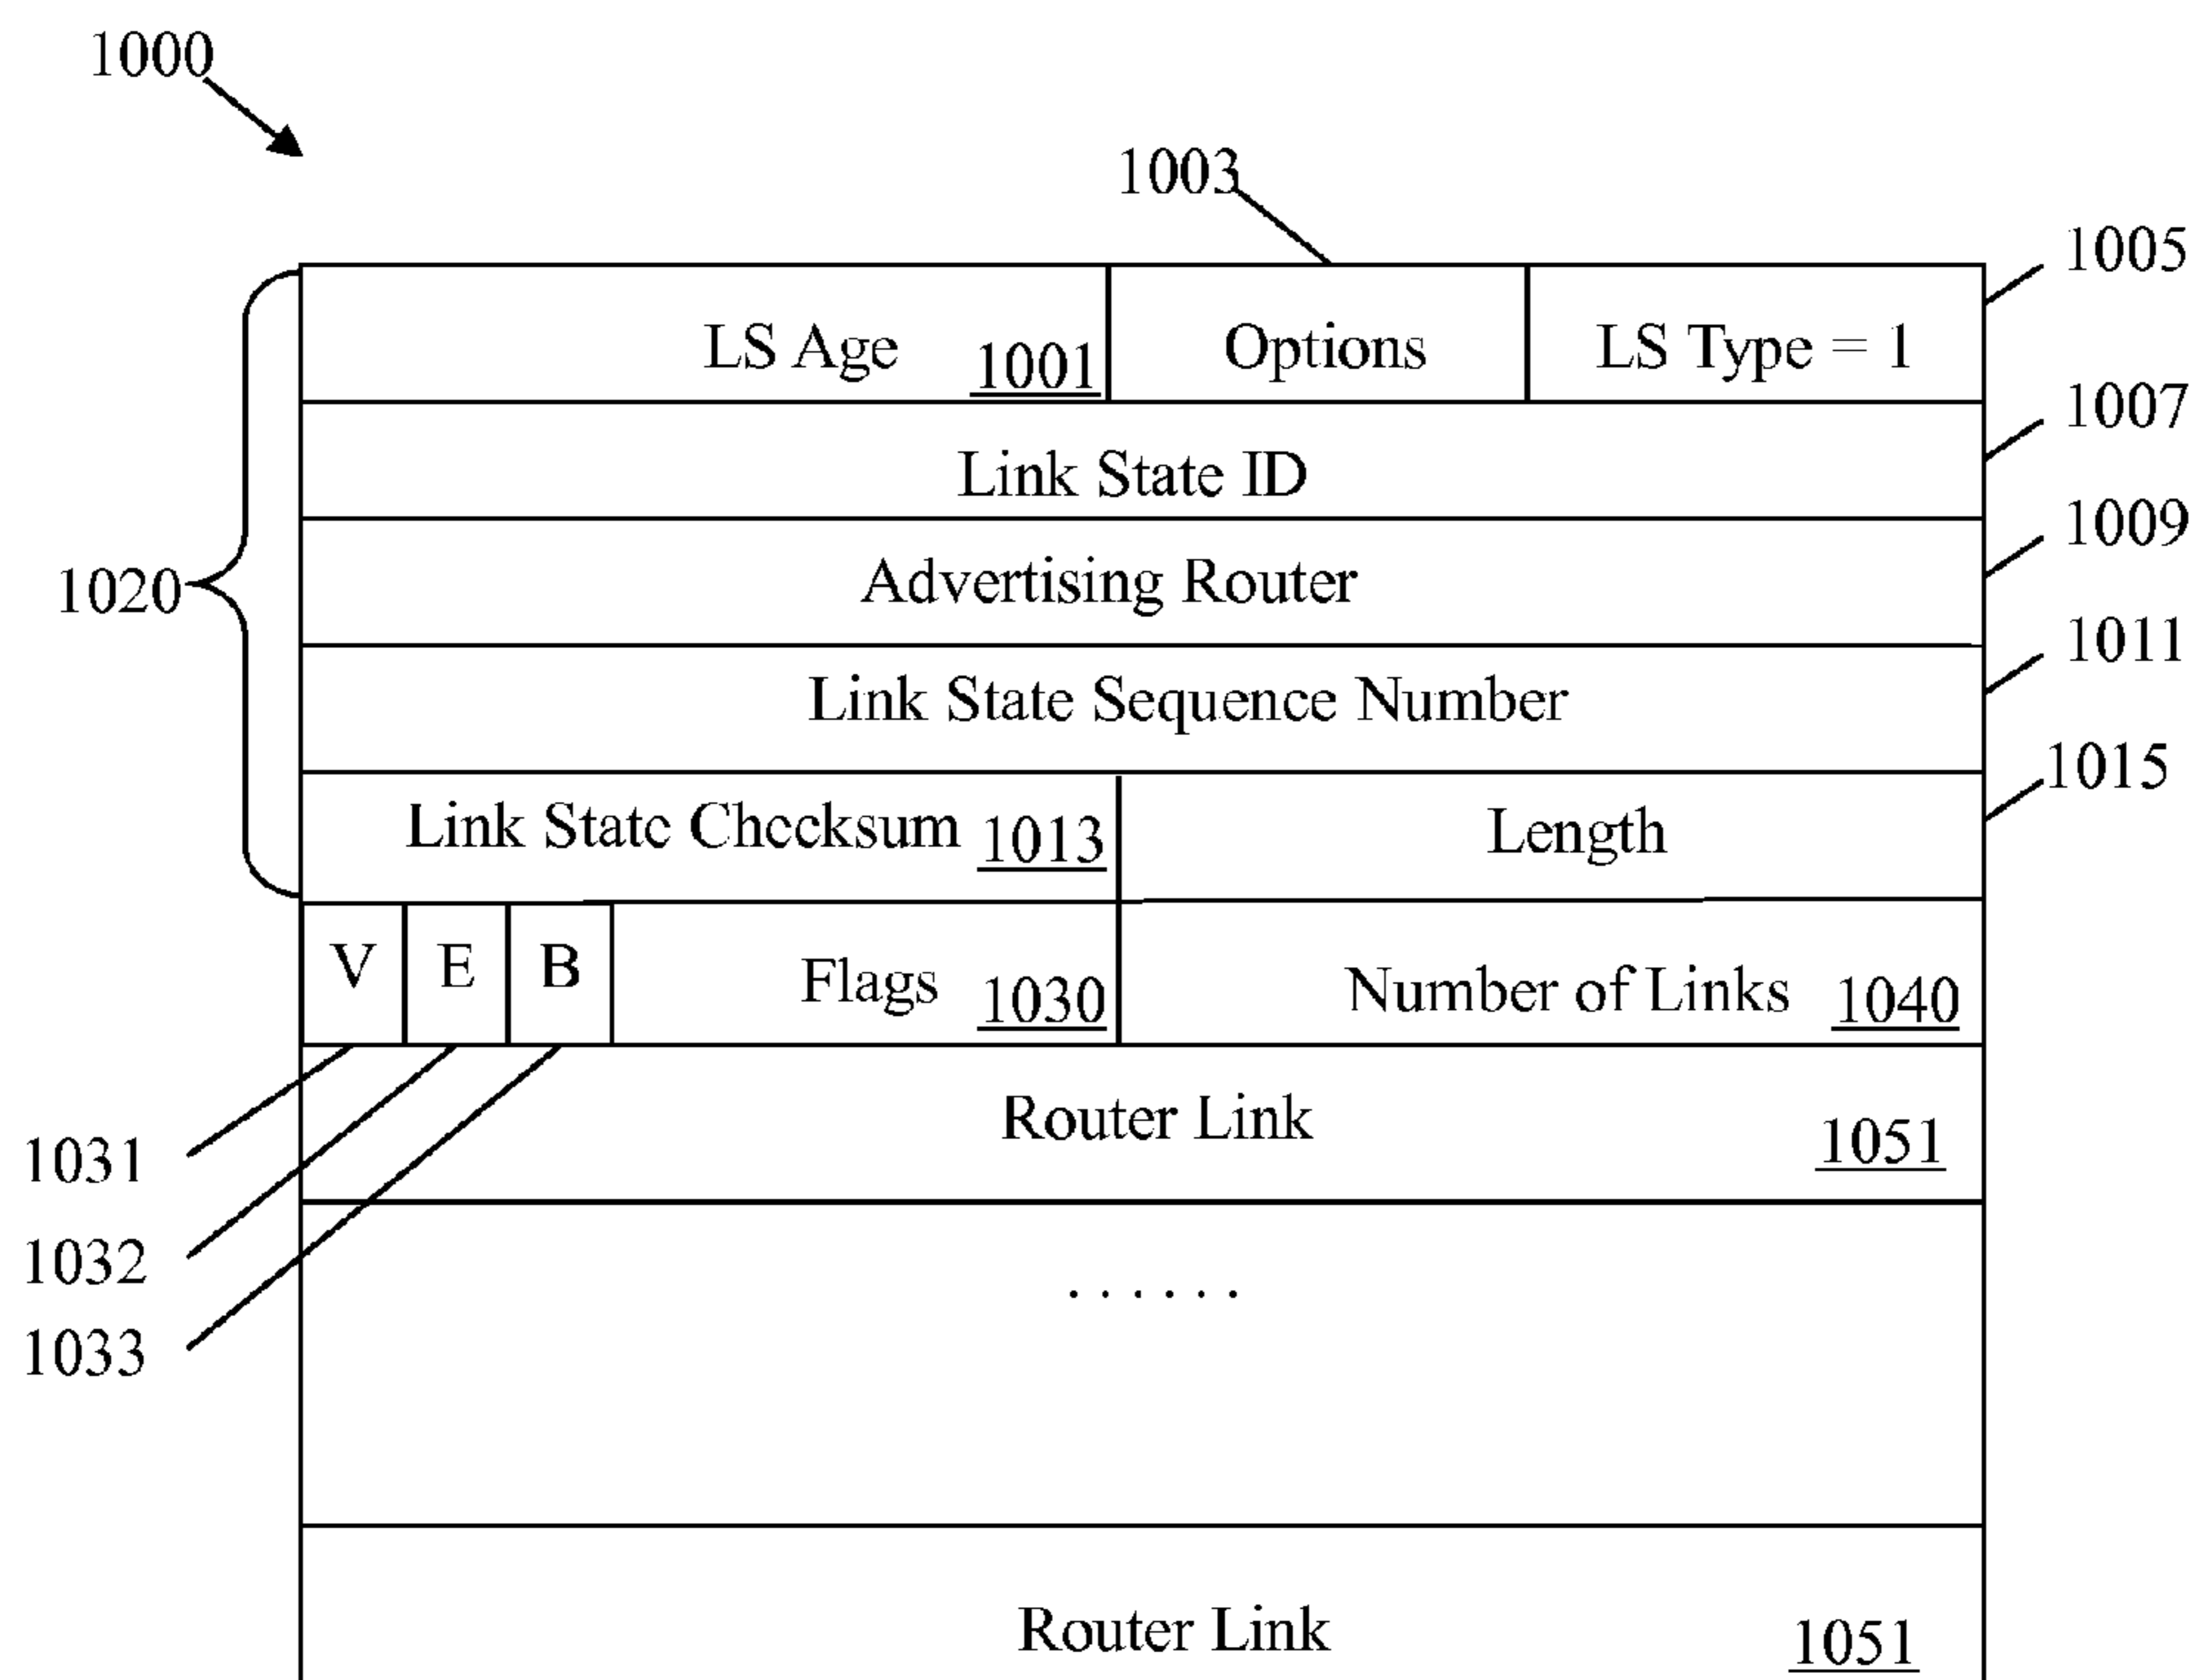 1000
1003
1005
LS Age 1001 Options LS Type = 1
1007
Link State ID
1009
Advertising Router
1020
1011
Link State Sequence Number
1015
Link State Checksum 1013 Length
V E B Flags 1030 Number of Links 1040
Router Link 1051
1031
1032
......
1033
Router Link 1051